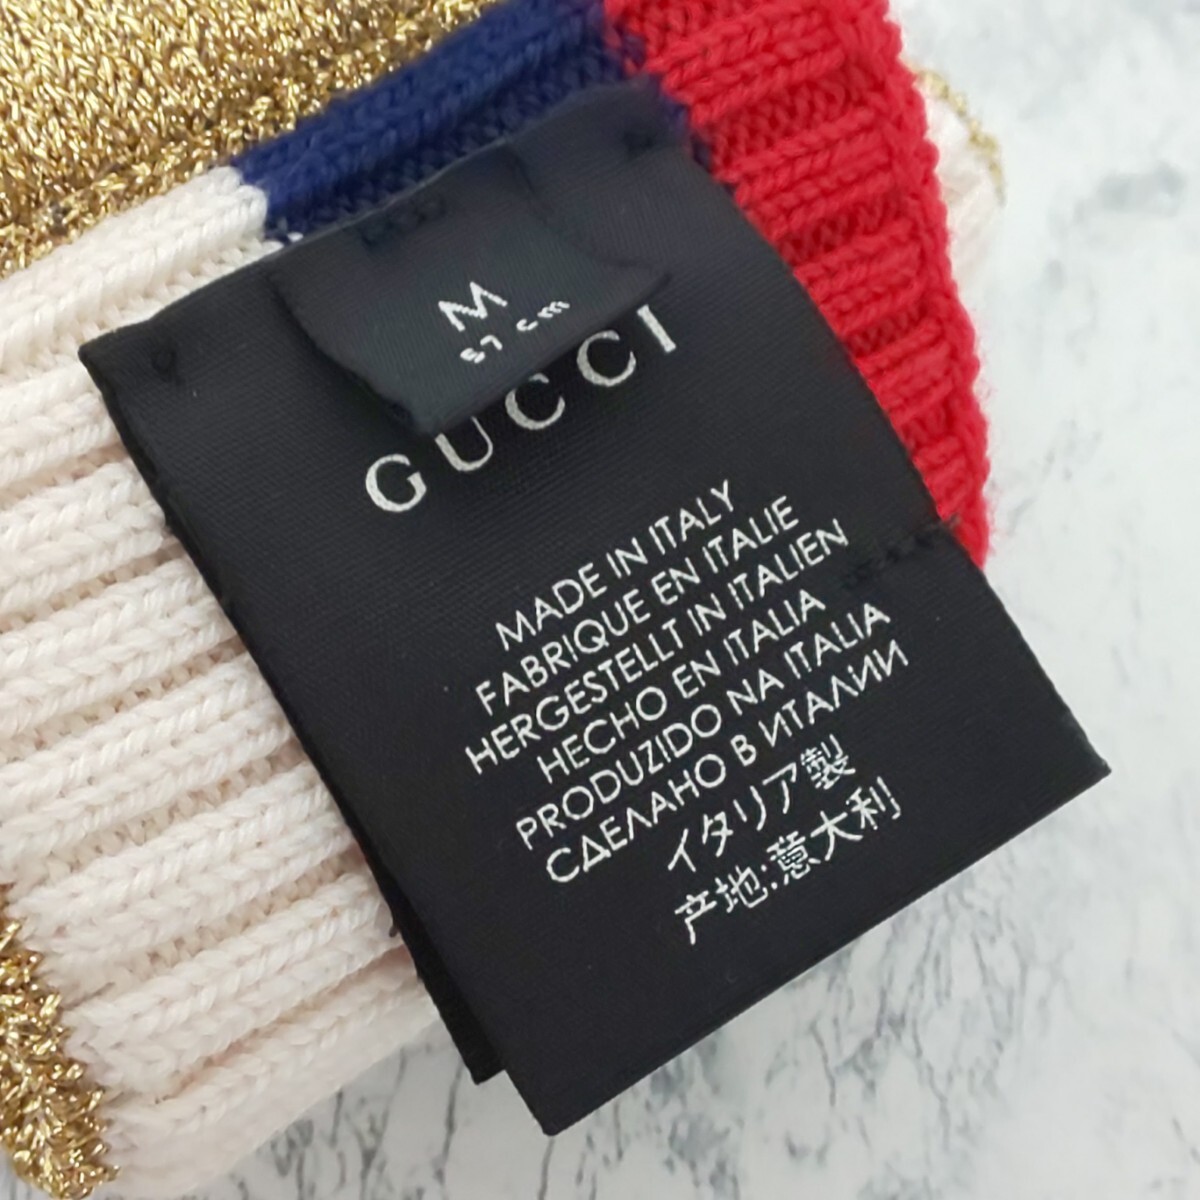 M
57 cm
GUCCI
MADE IN ITALY
FABRIQUE EN ITALIE
HERGESTELLT IN ITALIEN
HECHO EN ITALIA
PRODUZIDO NA ITALIA
СДЕЛАНО В ИТАЛИИ
イタリア製
产地:意大利